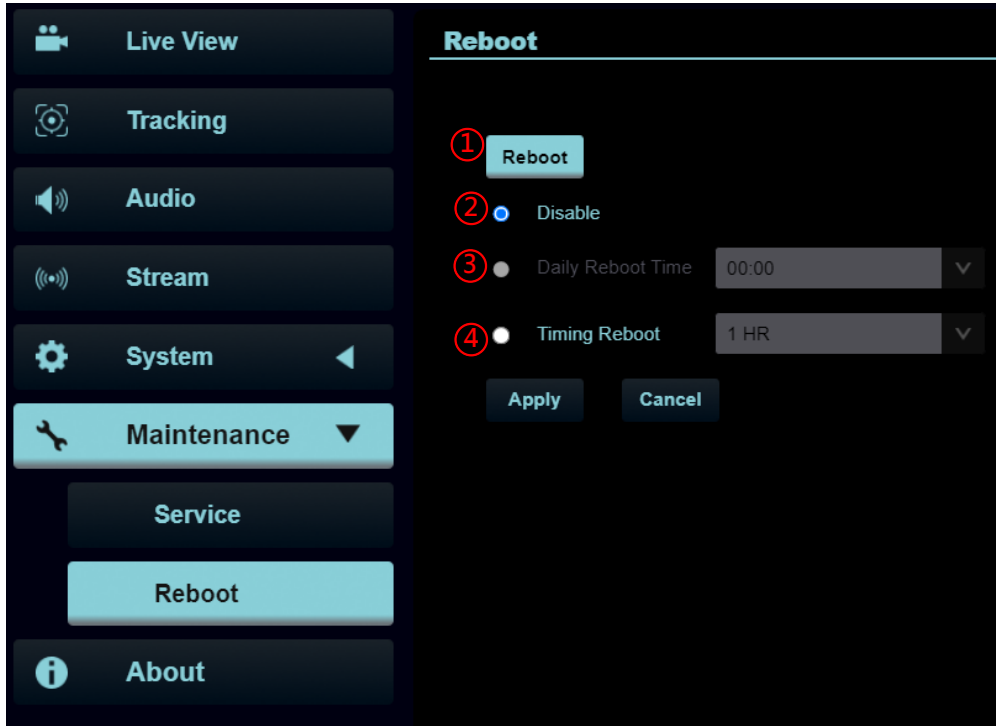 Live View
Tracking
Audio
Stream
System
Maintenance
Service
Reboot
About
Reboot
① Reboot
② Disable
③ Daily Reboot Time 00:00
④ Timing Reboot 1 HR
Apply Cancel